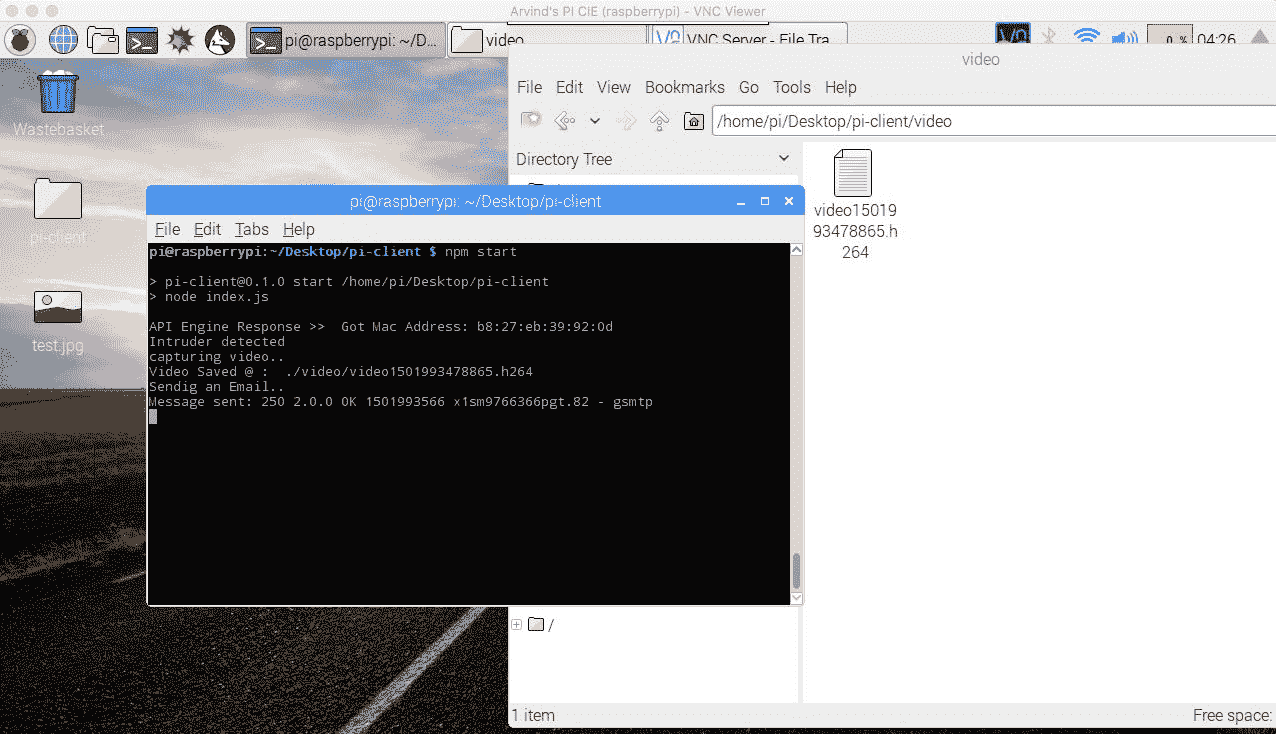 Arvind's PI CiE (raspberrypi) - VNC Viewer
pi@raspberrypi: ~/D...
video
VNC Server - File Tra...
0 %
04:26
video
File Edit View Bookmarks Go Tools Help
/home/pi/Desktop/pi-client/video
Directory Tree
Wastebasket
pi-client
test.jpg
video15019
93478865.h
264
pi@raspberrypi: ~/Desktop/pi-client
File Edit Tabs Help
pi@raspberrypi:~/Desktop/pi-client $ npm start
> pi-client@0.1.0 start /home/pi/Desktop/pi-client
> node index.js
API Engine Response >>  Got Mac Address: b8:27:eb:39:92:0d
Intruder detected
capturing video..
Video Saved @ :  ./video/video1501993478865.h264
Sendig an Email..
Message sent: 250 2.0.0 OK 1501993566 x1sm9766366pgt.82 - gsmtp
/
1 item
Free space: